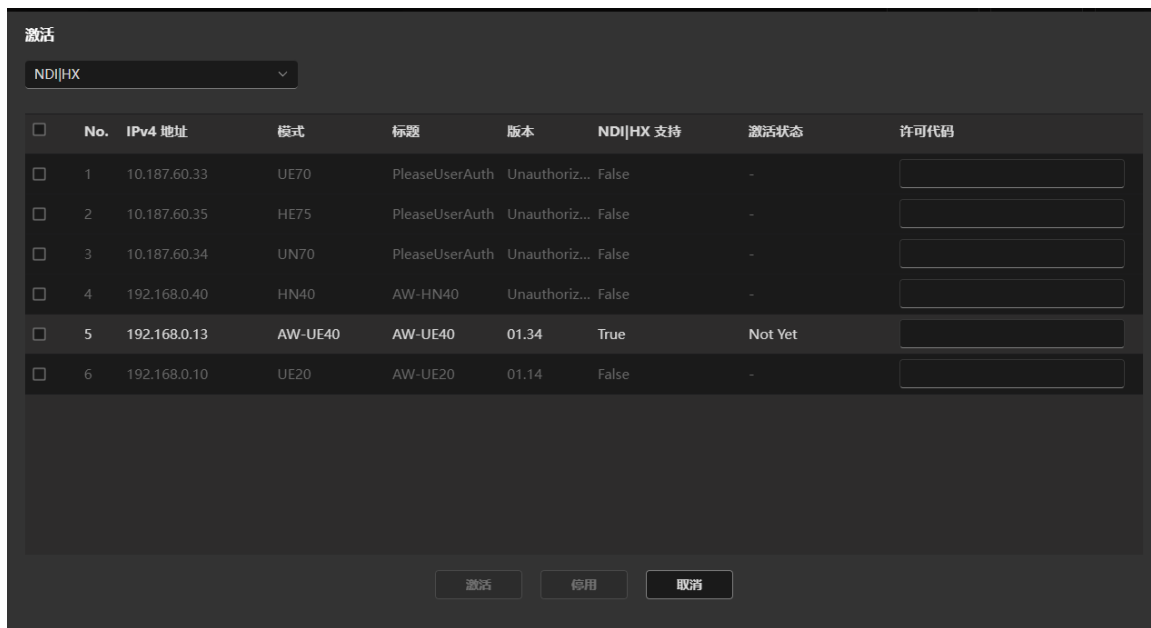 激活
NDI|HX
No. IPv4 地址 模式 标题 版本 NDI|HX 支持 激活状态 许可代码
1 10.187.60.33 UE70 PleaseUserAuth Unauthoriz... False -
2 10.187.60.35 HE75 PleaseUserAuth Unauthoriz... False -
3 10.187.60.34 UN70 PleaseUserAuth Unauthoriz... False -
4 192.168.0.40 HN40 AW-HN40 Unauthoriz... False -
5 192.168.0.13 AW-UE40 AW-UE40 01.34 True Not Yet
6 192.168.0.10 UE20 AW-UE20 01.14 False -
激活 停用 取消